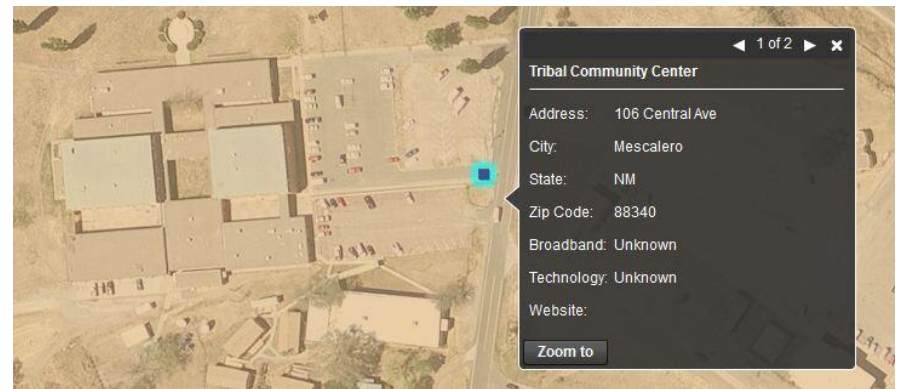 1 of 2
Tribal Community Center
Address: 106 Central Ave
City: Mescalero
State: NM
Zip Code: 88340
Broadband: Unknown
Technology: Unknown
Website:
Zoom to